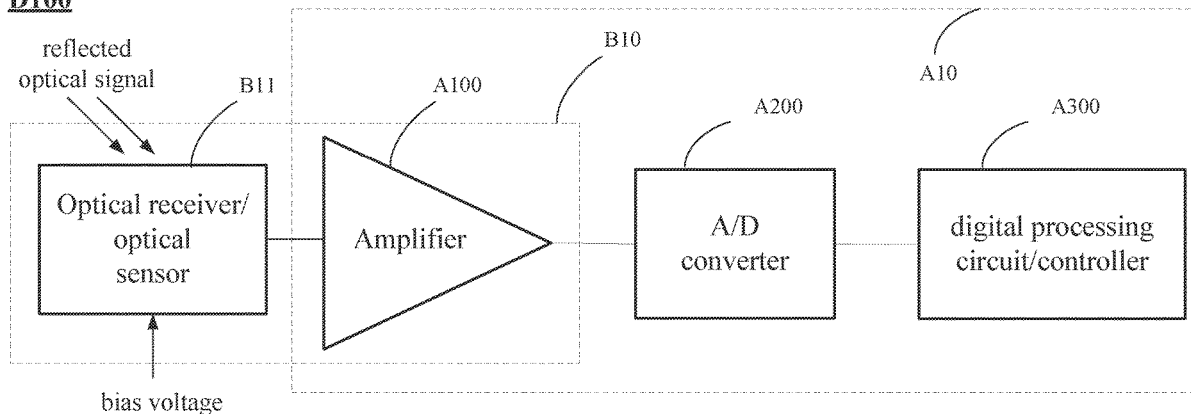 D100
reflected
optical signal
B11
A100
B10
A10
A200
A300
Optical receiver/
optical
sensor
Amplifier
A/D
converter
digital processing
circuit/controller
bias voltage